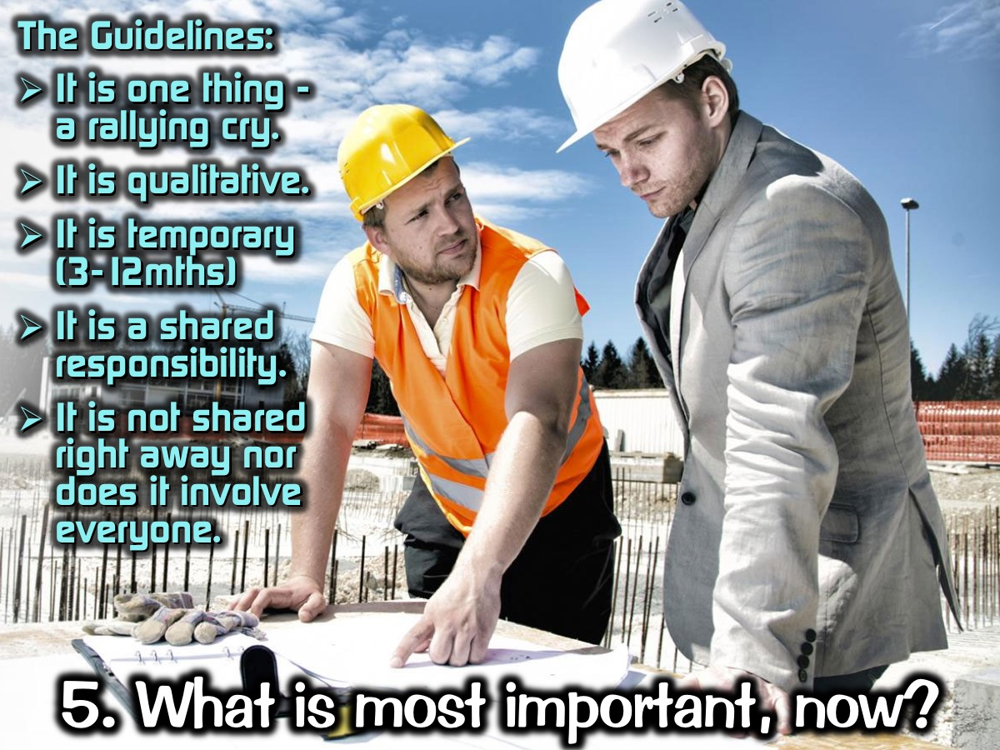 The Guidelines:
➢ It is one thing -
a rallying cry.
➢ It is qualitative.
➢ It is temporary
(3-12mths)
➢ It is a shared
responsibility.
➢ It is not shared
right away nor
does it involve
everyone.
5. What is most important, now?